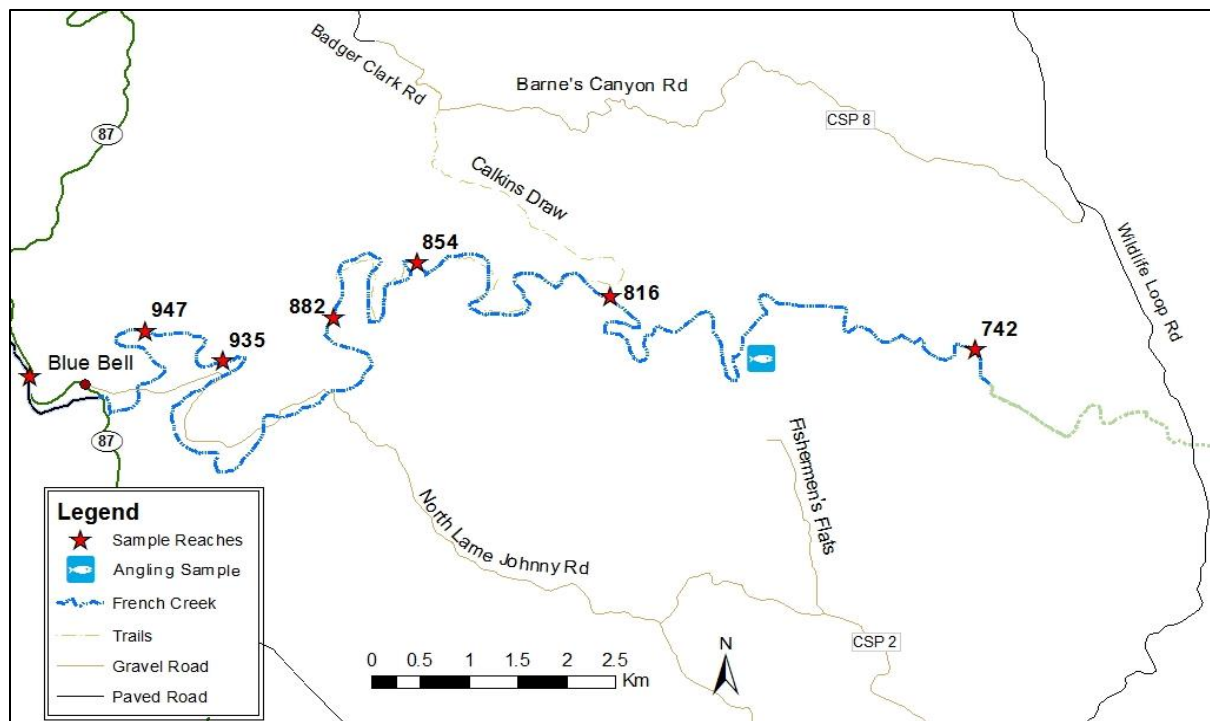 Badger Clark Rd
Barne's Canyon Rd
CSP 8
87
Calkins Draw
Wildlife Loop Rd
854
816
882
947
935
742
Blue Bell
87
Fishermen's Flats
North Lame Johnny Rd
CSP 2
Legend
Sample Reaches
Angling Sample
French Creek
Trails
Gravel Road
Paved Road
0 0.5 1 1.5 2 2.5
Km
N